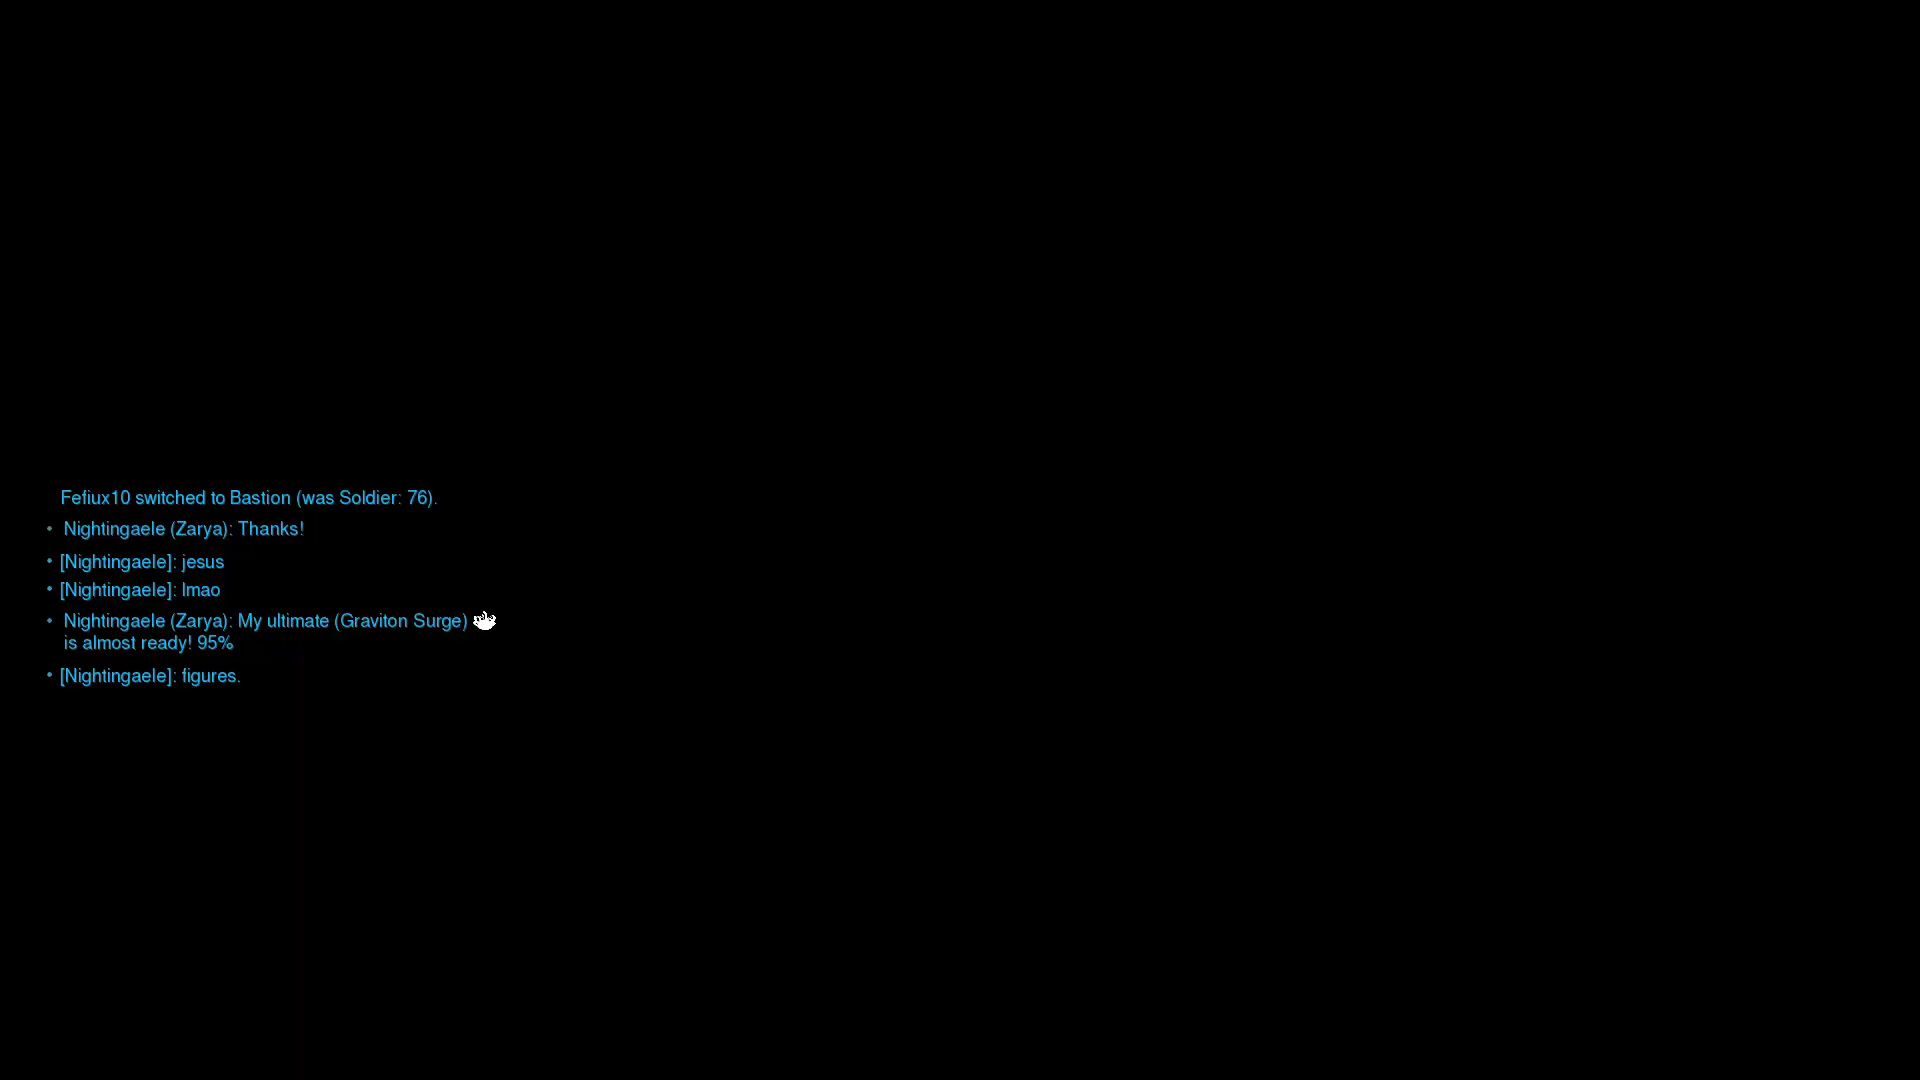 Fefiux10 switched to Bastion (was Soldier: 76).
• Nightingaele (Zarya): Thanks!
• [Nightingaele]: jesus
• [Nightingaele]: lmao
• Nightingaele (Zarya): My ultimate (Graviton Surge)
is almost ready! 95%
• [Nightingaele]: figures.